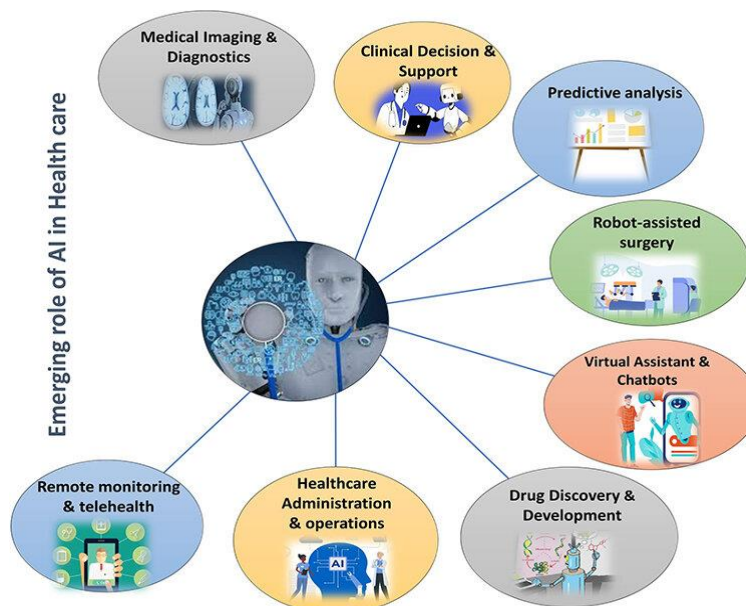 Emerging role of AI in Health care
Medical Imaging &
Diagnostics
Clinical Decision &
Support
Predictive analysis
Robot-assisted
surgery
Virtual Assistant &
Chatbots
Drug Discovery &
Development
Healthcare
Administration
& operations
AI
Remote monitoring
& telehealth